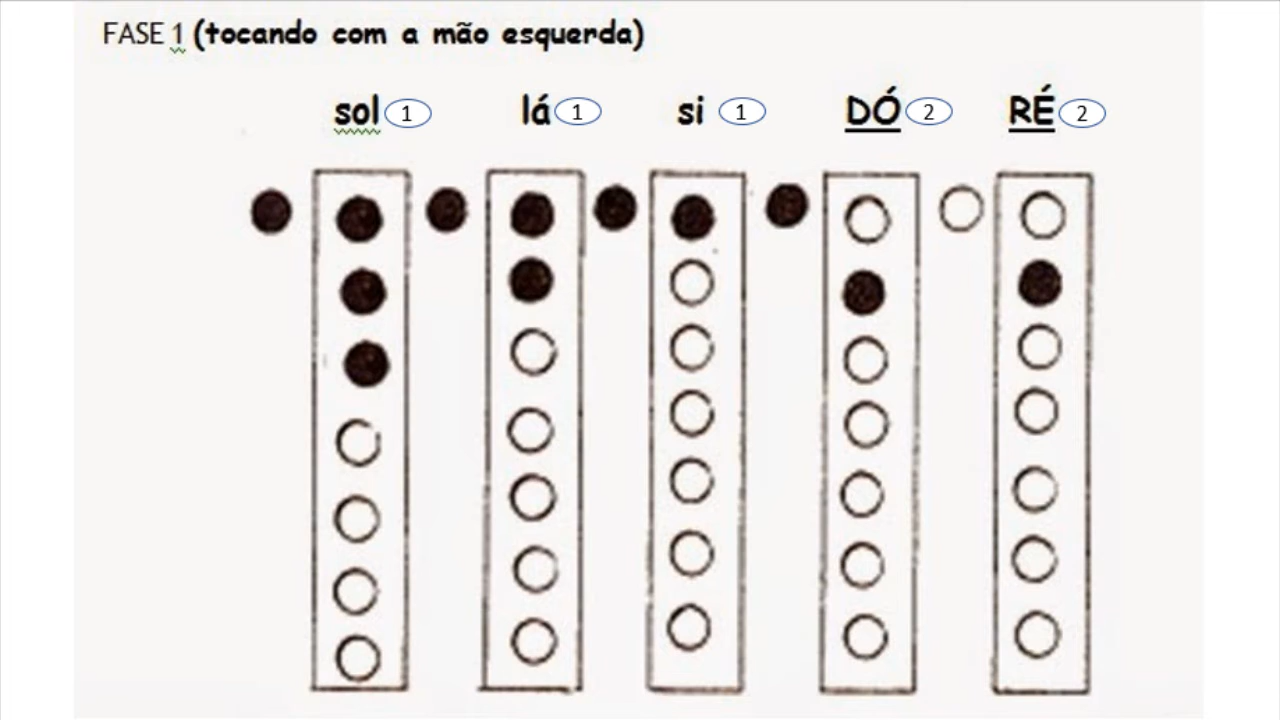 FASE 1 (tocando com a mão esquerda)
sol 1 lá 1 si 1 DÓ 2 RÉ 2